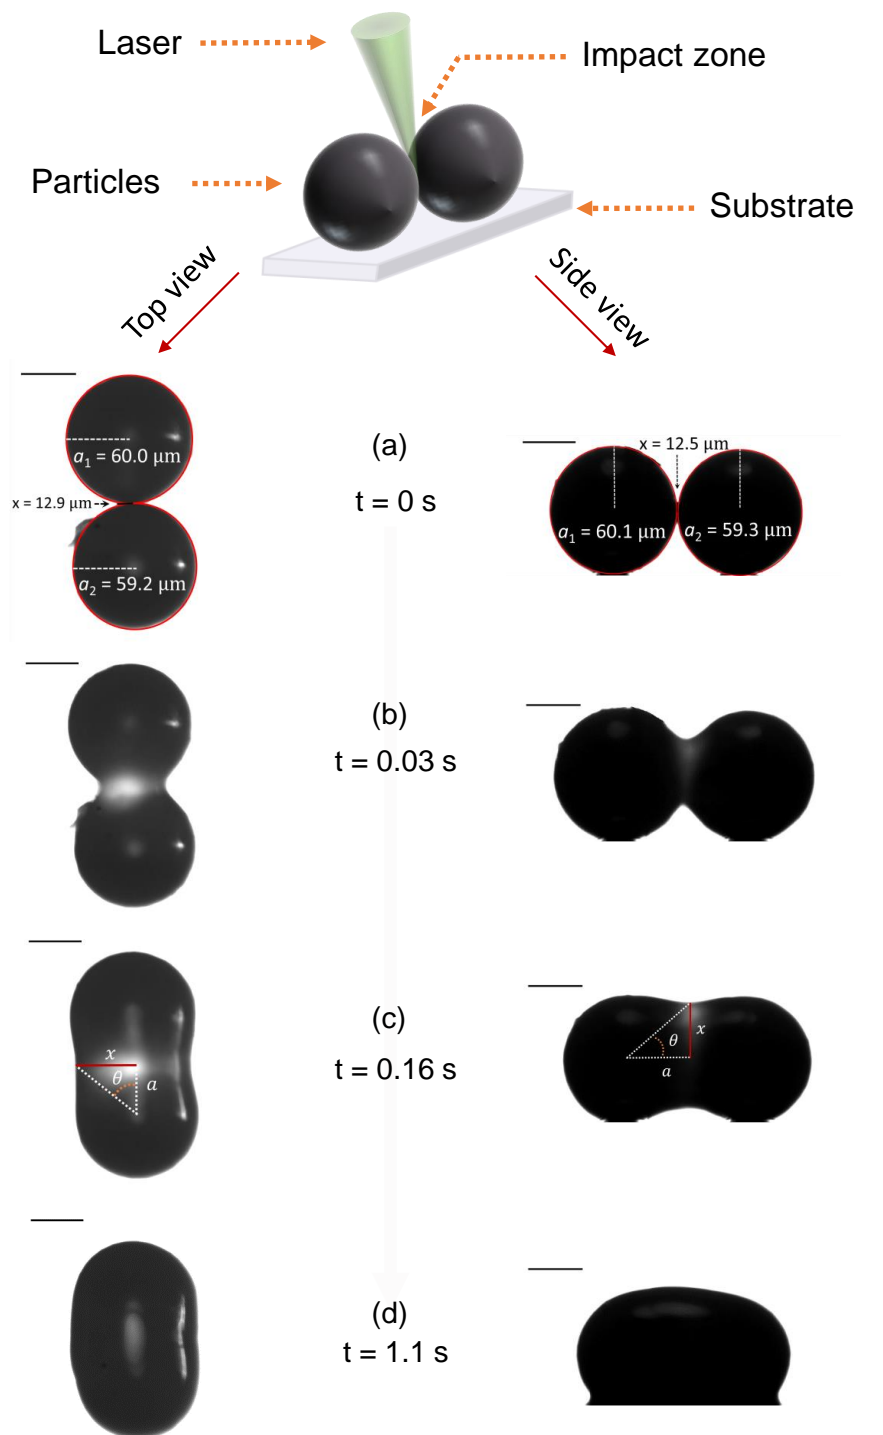 Laser
Impact zone
Particles
Substrate
Top view
Side view
(a)
t = 0 s
a₁ = 60.0 μm
x = 12.9 μm
a₂ = 59.2 μm
x = 12.5 μm
a₁ = 60.1 μm
a₂ = 59.3 μm
(b)
t = 0.03 s
(c)
t = 0.16 s
x
θ
a
x
θ
a
(d)
t = 1.1 s